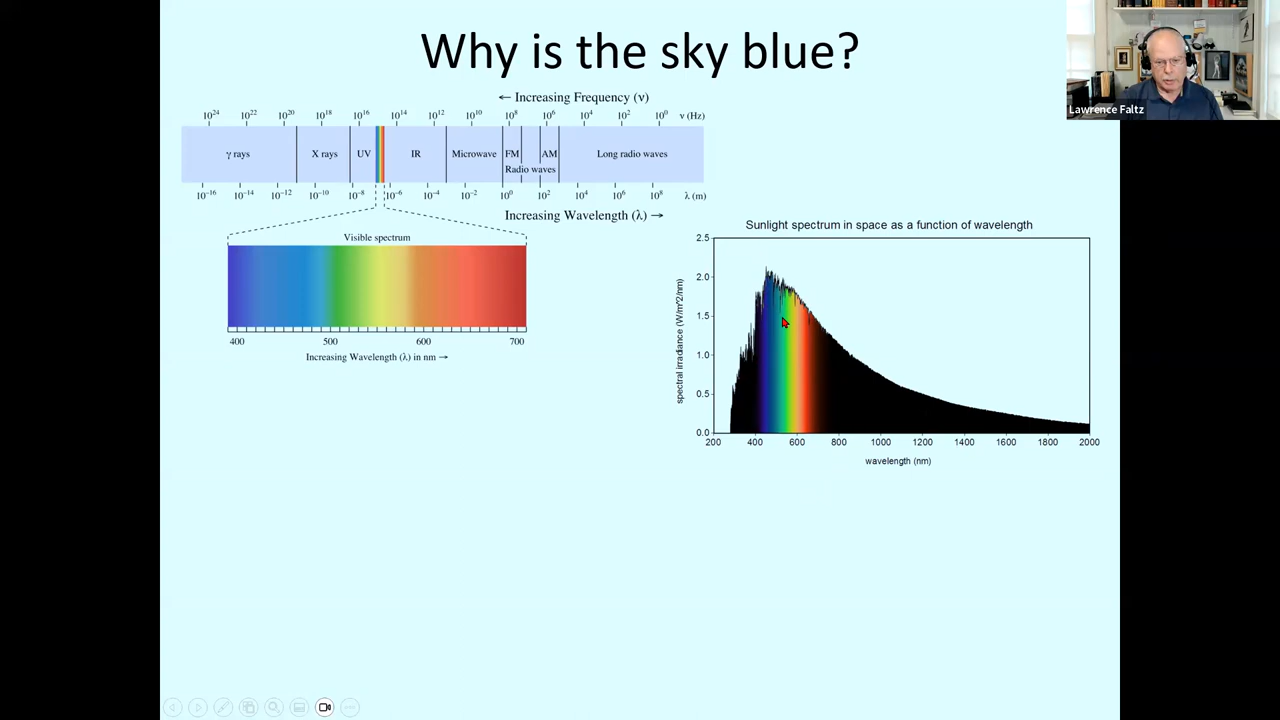 Why is the sky blue?
Lawrence Faltz
← Increasing Frequency (ν)
10²⁴ 10²² 10²⁰ 10¹⁸ 10¹⁶ 10¹⁴ 10¹² 10¹⁰ 10⁸ 10⁶ 10⁴ 10² 10⁰ ν (Hz)
γ rays X rays UV IR Microwave FM AM Long radio waves
Radio waves
10⁻¹⁶ 10⁻¹⁴ 10⁻¹² 10⁻¹⁰ 10⁻⁸ 10⁻⁶ 10⁻⁴ 10⁻² 10⁰ 10² 10⁴ 10⁶ 10⁸ λ (m)
Increasing Wavelength (λ) →
Visible spectrum
400 500 600 700
Increasing Wavelength (λ) in nm →
Sunlight spectrum in space as a function of wavelength
spectral irradiance (W/m^2/nm)
2.5
2.0
1.5
1.0
0.5
0.0
200 400 600 800 1000 1200 1400 1600 1800 2000
wavelength (nm)